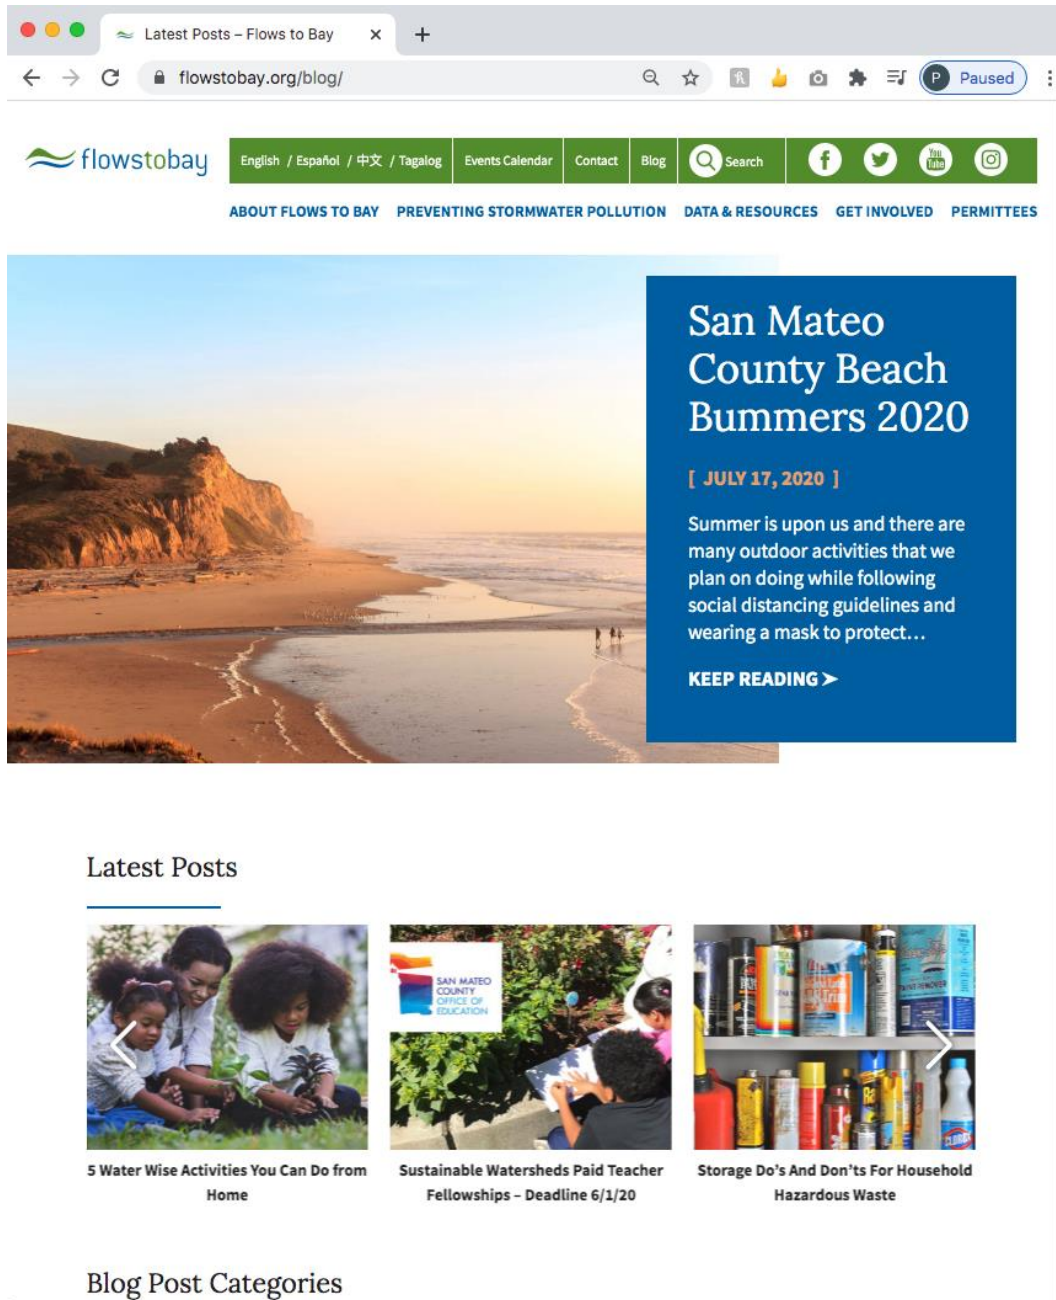 Latest Posts – Flows to Bay
flowstobay.org/blog/
P Paused
flowstobay
English / Español / 中文 / Tagalog
Events Calendar
Contact
Blog
Search
You Tube
ABOUT FLOWS TO BAY
PREVENTING STORMWATER POLLUTION
DATA & RESOURCES
GET INVOLVED
PERMITTEES
San Mateo
County Beach
Bummers 2020
[ JULY 17, 2020 ]
Summer is upon us and there are
many outdoor activities that we
plan on doing while following
social distancing guidelines and
wearing a mask to protect…
KEEP READING ➤
Latest Posts
SAN MATEO
COUNTY
OFFICE OF
EDUCATION
5 Water Wise Activities You Can Do from
Home
Sustainable Watersheds Paid Teacher
Fellowships – Deadline 6/1/20
Storage Do's And Don'ts For Household
Hazardous Waste
Blog Post Categories